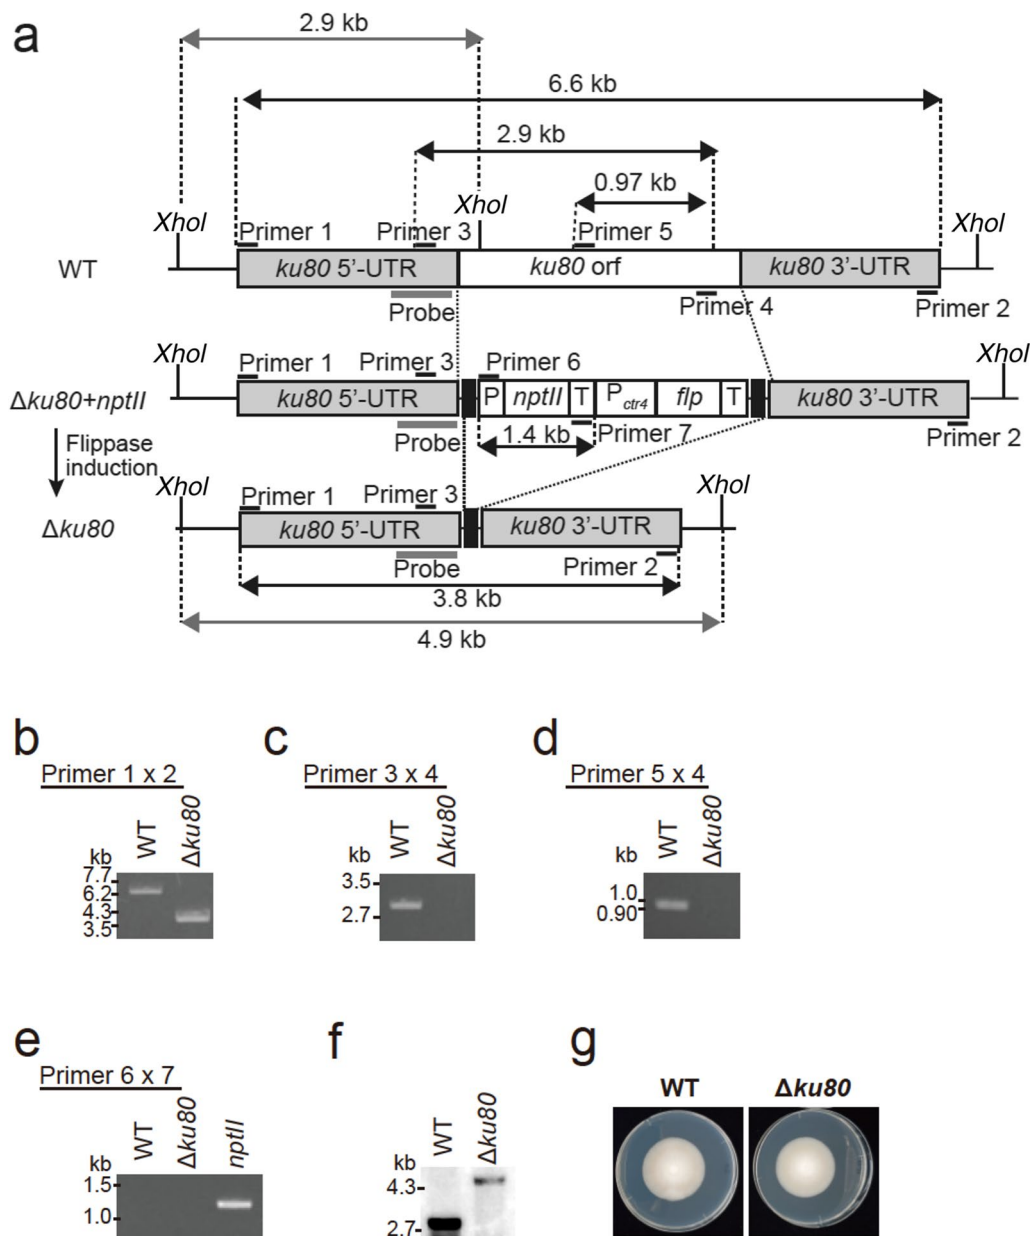 a
2.9 kb
6.6 kb
2.9 kb
0.97 kb
XhoI XhoI XhoI
Primer 1 Primer 3 Primer 5
WT ku80 5'-UTR ku80 orf ku80 3'-UTR
Probe Primer 4 Primer 2
XhoI XhoI
Primer 1 Primer 3 Primer 6
Δku80+nptII ku80 5'-UTR P nptII T Pctr4 flp T ku80 3'-UTR
Probe 1.4 kb Primer 7 Primer 2
Flippase
induction
XhoI XhoI
Primer 1 Primer 3
Δku80 ku80 5'-UTR ku80 3'-UTR
Probe Primer 2
3.8 kb
4.9 kb
b
Primer 1 x 2
WT Δku80
kb
7.7
6.2
4.3
3.5
c
Primer 3 x 4
WT Δku80
kb
3.5
2.7
d
Primer 5 x 4
WT Δku80
kb
1.0
0.90
e
Primer 6 x 7
WT Δku80 nptII
kb
1.5
1.0
f
WT Δku80
kb
4.3
2.7
g
WT Δku80